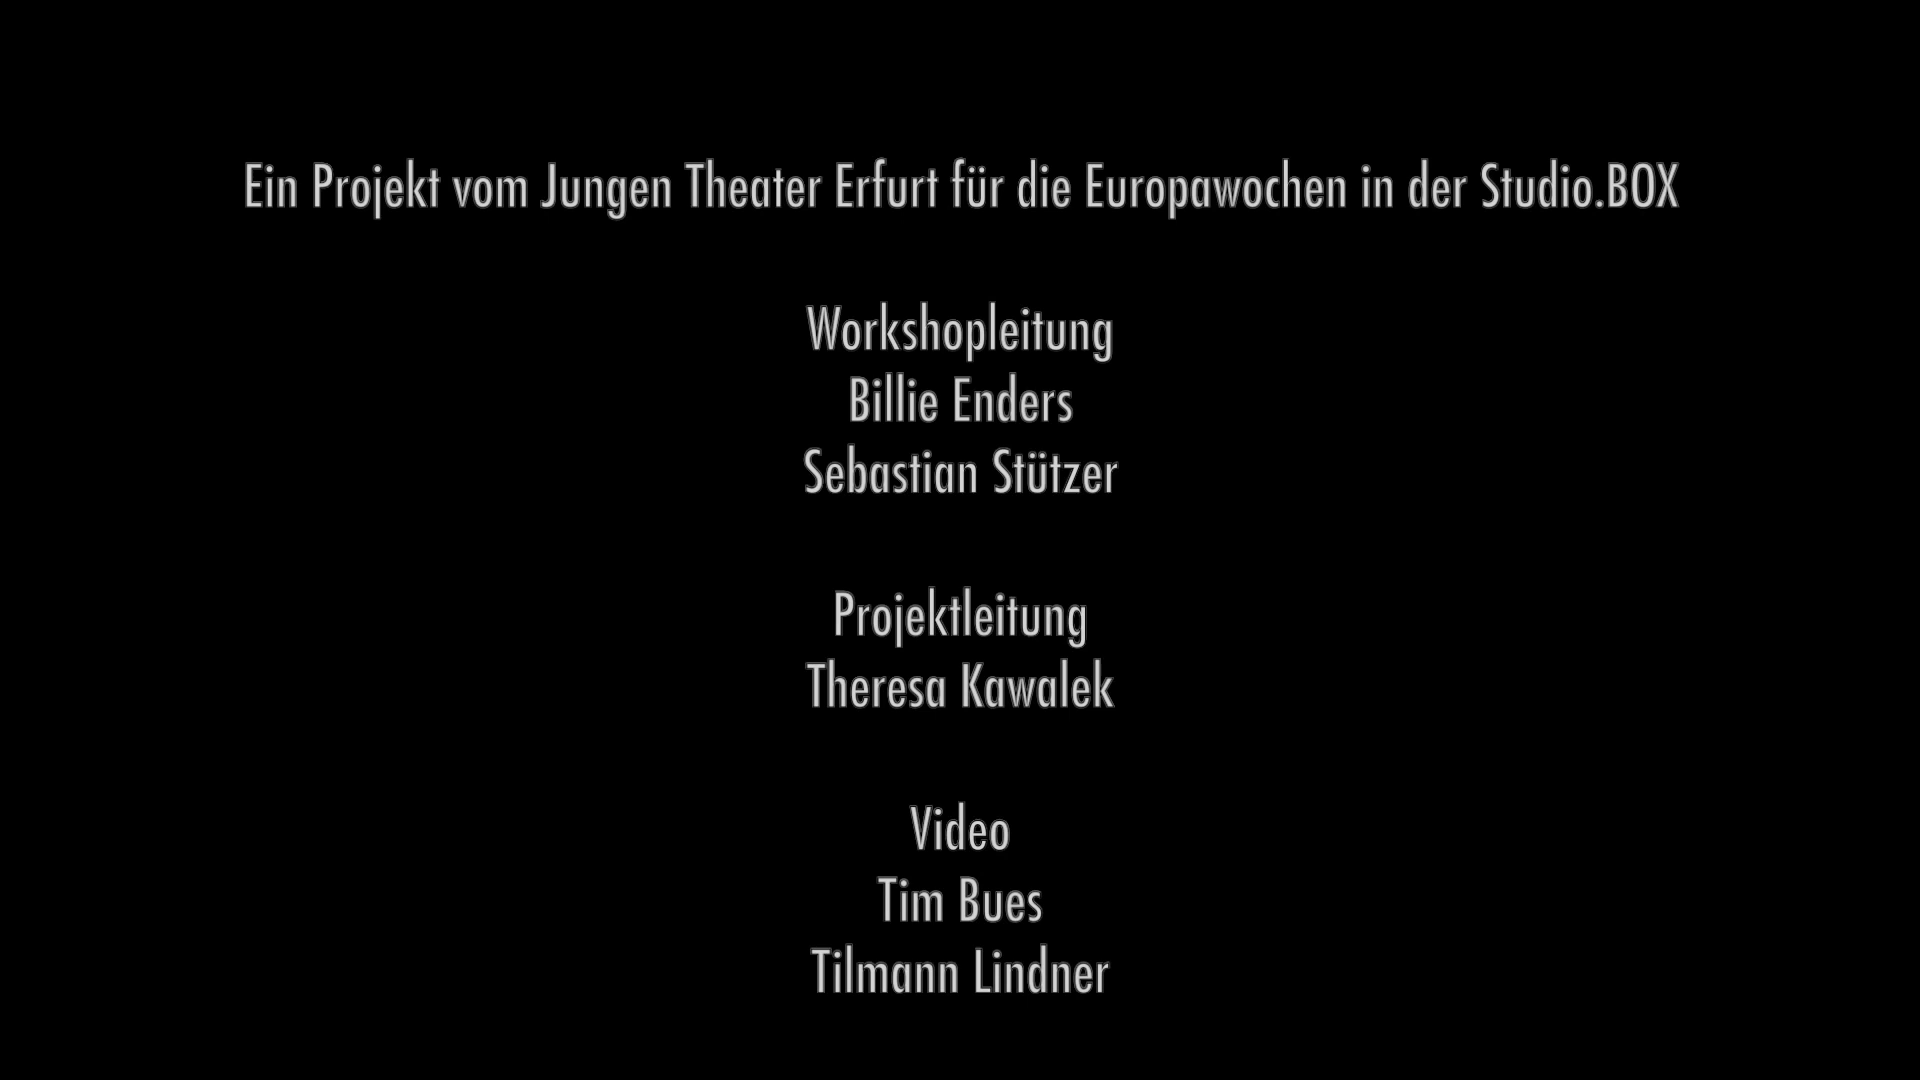 Ein Projekt vom Jungen Theater Erfurt für die Europawochen in der Studio.BOX
Workshopleitung
Billie Enders
Sebastian Stützer
Projektleitung
Theresa Kawalek
Video
Tim Bues
Tilmann Lindner